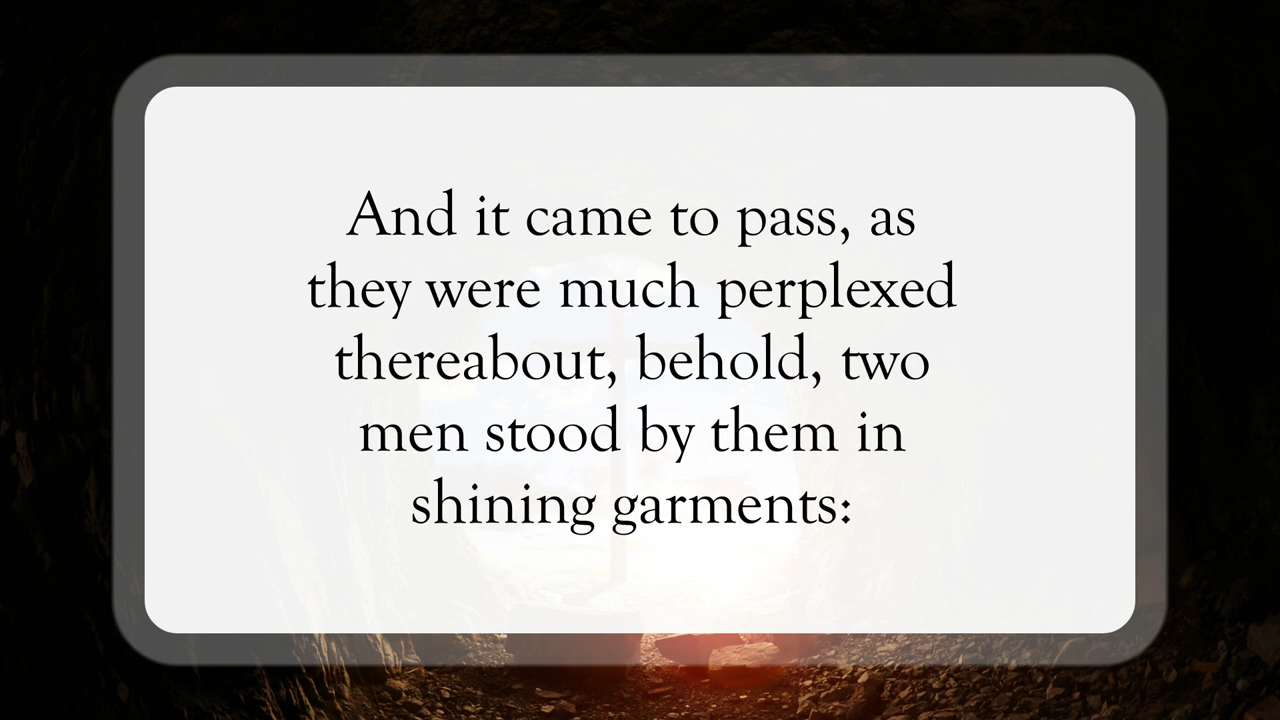 And it came to pass, as
they were much perplexed
thereabout, behold, two
men stood by them in
shining garments: